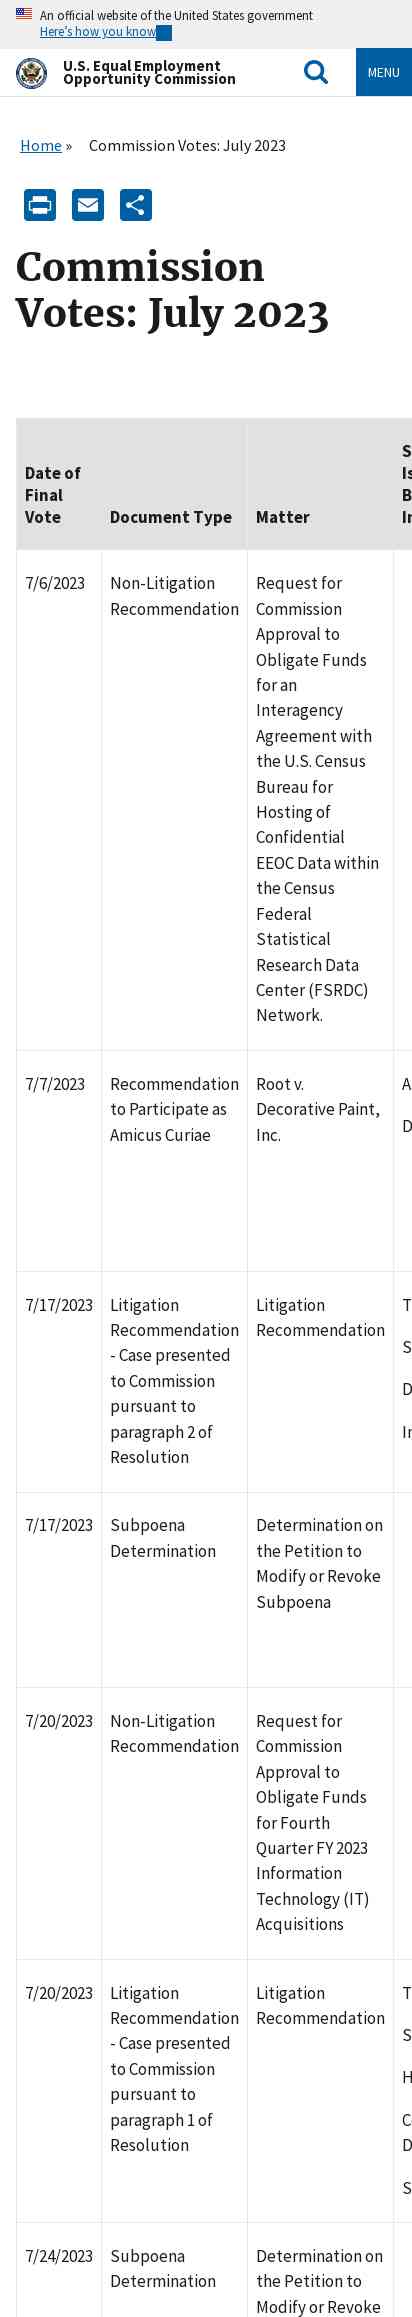 An official website of the United States government
Here's how you know
U.S. Equal Employment
Opportunity Commission
MENU
Home » Commission Votes: July 2023
Commission
Votes: July 2023
Date of
Final
Vote
Document Type
Matter
7/6/2023
Non-Litigation
Recommendation
Request for
Commission
Approval to
Obligate Funds
for an
Interagency
Agreement with
the U.S. Census
Bureau for
Hosting of
Confidential
EEOC Data within
the Census
Federal
Statistical
Research Data
Center (FSRDC)
Network.
7/7/2023
Recommendation
to Participate as
Amicus Curiae
Root v.
Decorative Paint,
Inc.
7/17/2023
Litigation
Recommendation
- Case presented
to Commission
pursuant to
paragraph 2 of
Resolution
Litigation
Recommendation
7/17/2023
Subpoena
Determination
Determination on
the Petition to
Modify or Revoke
Subpoena
7/20/2023
Non-Litigation
Recommendation
Request for
Commission
Approval to
Obligate Funds
for Fourth
Quarter FY 2023
Information
Technology (IT)
Acquisitions
7/20/2023
Litigation
Recommendation
- Case presented
to Commission
pursuant to
paragraph 1 of
Resolution
Litigation
Recommendation
7/24/2023
Subpoena
Determination
Determination on
the Petition to
Modify or Revoke